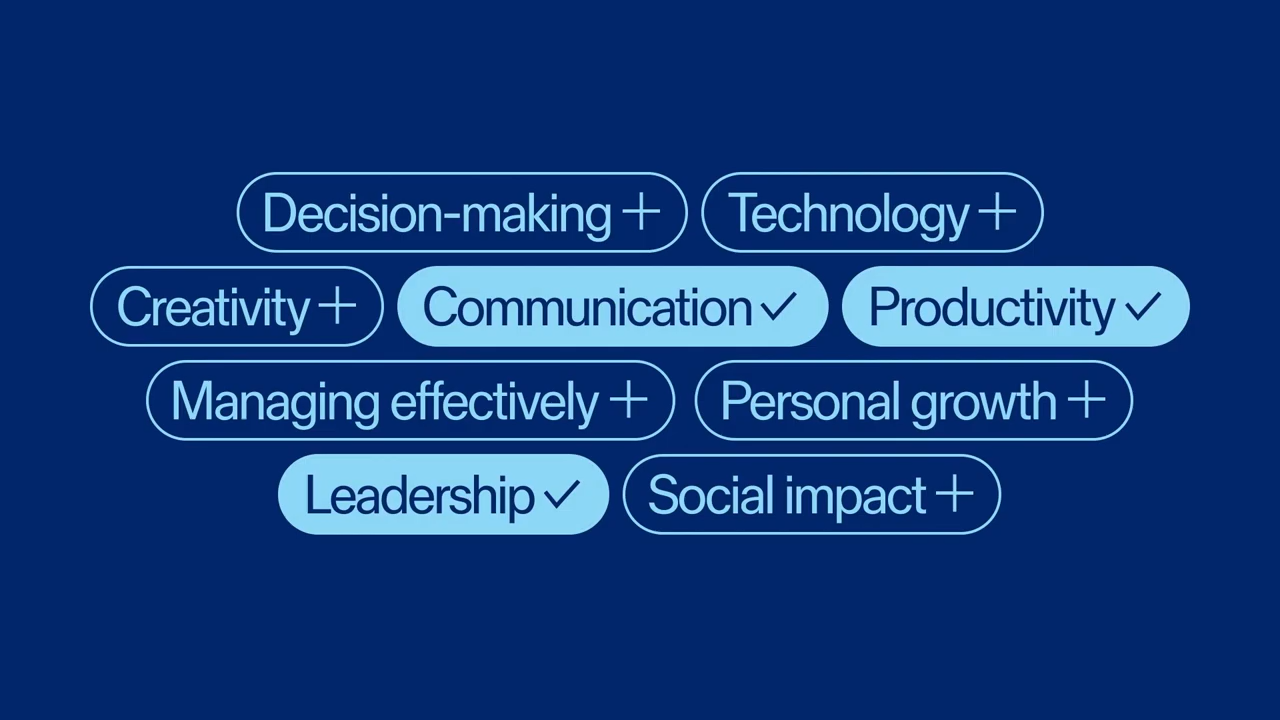 Decision-making + Technology +
Creativity + Communication ✓ Productivity ✓
Managing effectively + Personal growth +
Leadership ✓ Social impact +